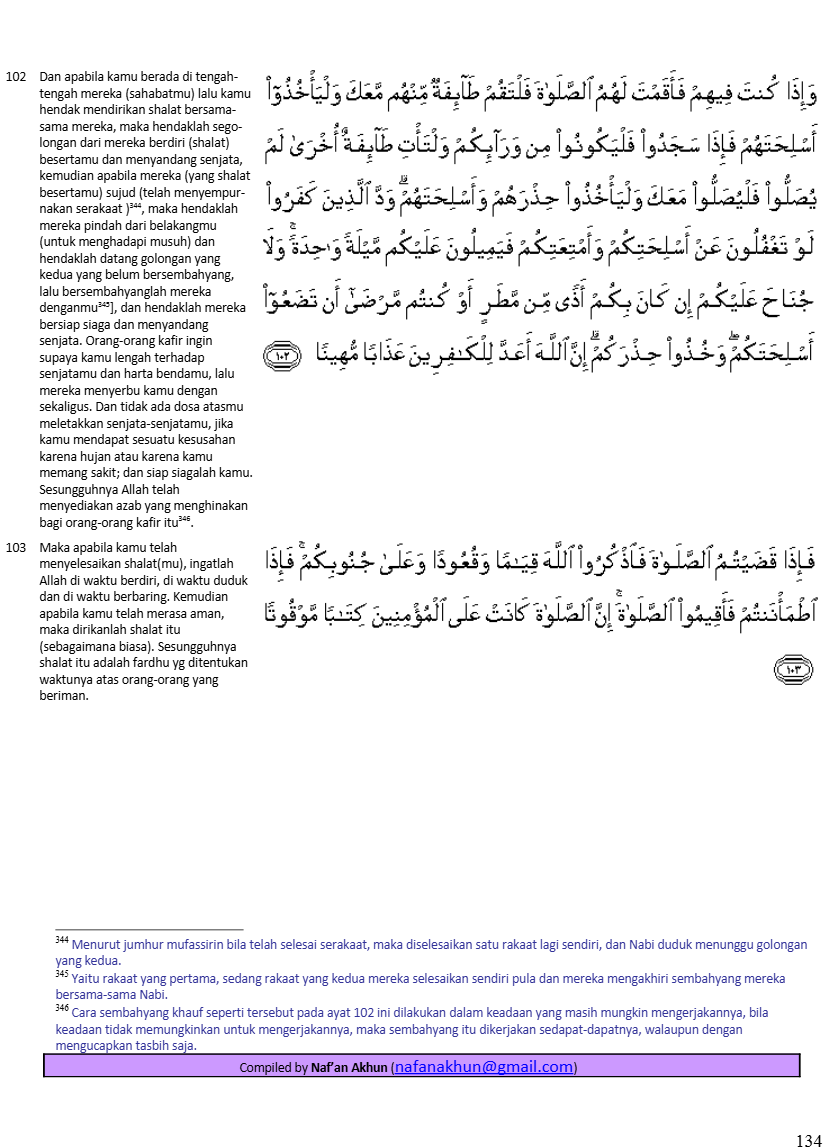 102 Dan apabila kamu berada di tengah-
tengah mereka (sahabatmu) lalu kamu
hendak mendirikan shalat bersama-
sama mereka, maka hendaklah sego-
longan dari mereka berdiri (shalat)
besertamu dan menyandang senjata,
kemudian apabila mereka (yang shalat
besertamu) sujud (telah menyempur-
nakan serakaat )³⁴⁴, maka hendaklah
mereka pindah dari belakangmu
(untuk menghadapi musuh) dan
hendaklah datang golongan yang
kedua yang belum bersembahyang,
lalu bersembahyanglah mereka
denganmu³⁴⁵], dan hendaklah mereka
bersiap siaga dan menyandang
senjata. Orang-orang kafir ingin
supaya kamu lengah terhadap
senjatamu dan harta bendamu, lalu
mereka menyerbu kamu dengan
sekaligus. Dan tidak ada dosa atasmu
meletakkan senjata-senjatamu, jika
kamu mendapat sesuatu kesusahan
karena hujan atau karena kamu
memang sakit; dan siap siagalah kamu.
Sesungguhnya Allah telah
menyediakan azab yang menghinakan
bagi orang-orang kafir itu³⁴⁶.
وَإِذَا كُنتَ فِيهِمْ فَأَقَمْتَ لَهُمُ ٱلصَّلَوٰةَ فَلْتَقُمْ طَآئِفَةٌ مِّنْهُم مَّعَكَ وَلْيَأْخُذُوٓا۟
أَسْلِحَتَهُمْ فَإِذَا سَجَدُوا۟ فَلْيَكُونُوا۟ مِن وَرَآئِكُمْ وَلْتَأْتِ طَآئِفَةٌ أُخْرَىٰ لَمْ
يُصَلُّوا۟ فَلْيُصَلُّوا۟ مَعَكَ وَلْيَأْخُذُوا۟ حِذْرَهُمْ وَأَسْلِحَتَهُمْ ۗ وَدَّ ٱلَّذِينَ كَفَرُوا۟
لَوْ تَغْفُلُونَ عَنْ أَسْلِحَتِكُمْ وَأَمْتِعَتِكُمْ فَيَمِيلُونَ عَلَيْكُم مَّيْلَةً وَٰحِدَةً ۚ وَلَا
جُنَاحَ عَلَيْكُمْ إِن كَانَ بِكُمْ أَذًى مِّن مَّطَرٍ أَوْ كُنتُم مَّرْضَىٰٓ أَن تَضَعُوٓا۟
أَسْلِحَتَكُمْ ۖ وَخُذُوا۟ حِذْرَكُمْ ۗ إِنَّ ٱللَّهَ أَعَدَّ لِلْكَٰفِرِينَ عَذَابًا مُّهِينًا ١٠٢
103 Maka apabila kamu telah
menyelesaikan shalat(mu), ingatlah
Allah di waktu berdiri, di waktu duduk
dan di waktu berbaring. Kemudian
apabila kamu telah merasa aman,
maka dirikanlah shalat itu
(sebagaimana biasa). Sesungguhnya
shalat itu adalah fardhu yg ditentukan
waktunya atas orang-orang yang
beriman.
فَإِذَا قَضَيْتُمُ ٱلصَّلَوٰةَ فَٱذْكُرُوا۟ ٱللَّهَ قِيَٰمًا وَقُعُودًا وَعَلَىٰ جُنُوبِكُمْ ۚ فَإِذَا
ٱطْمَأْنَنتُمْ فَأَقِيمُوا۟ ٱلصَّلَوٰةَ ۚ إِنَّ ٱلصَّلَوٰةَ كَانَتْ عَلَى ٱلْمُؤْمِنِينَ كِتَٰبًا مَّوْقُوتًا
١٠٣
³⁴⁴ Menurut jumhur mufassirin bila telah selesai serakaat, maka diselesaikan satu rakaat lagi sendiri, dan Nabi duduk menunggu golongan
yang kedua.
³⁴⁵ Yaitu rakaat yang pertama, sedang rakaat yang kedua mereka selesaikan sendiri pula dan mereka mengakhiri sembahyang mereka
bersama-sama Nabi.
³⁴⁶ Cara sembahyang khauf seperti tersebut pada ayat 102 ini dilakukan dalam keadaan yang masih mungkin mengerjakannya, bila
keadaan tidak memungkinkan untuk mengerjakannya, maka sembahyang itu dikerjakan sedapat-dapatnya, walaupun dengan
mengucapkan tasbih saja.
Compiled by Naf’an Akhun (nafanakhun@gmail.com)
134